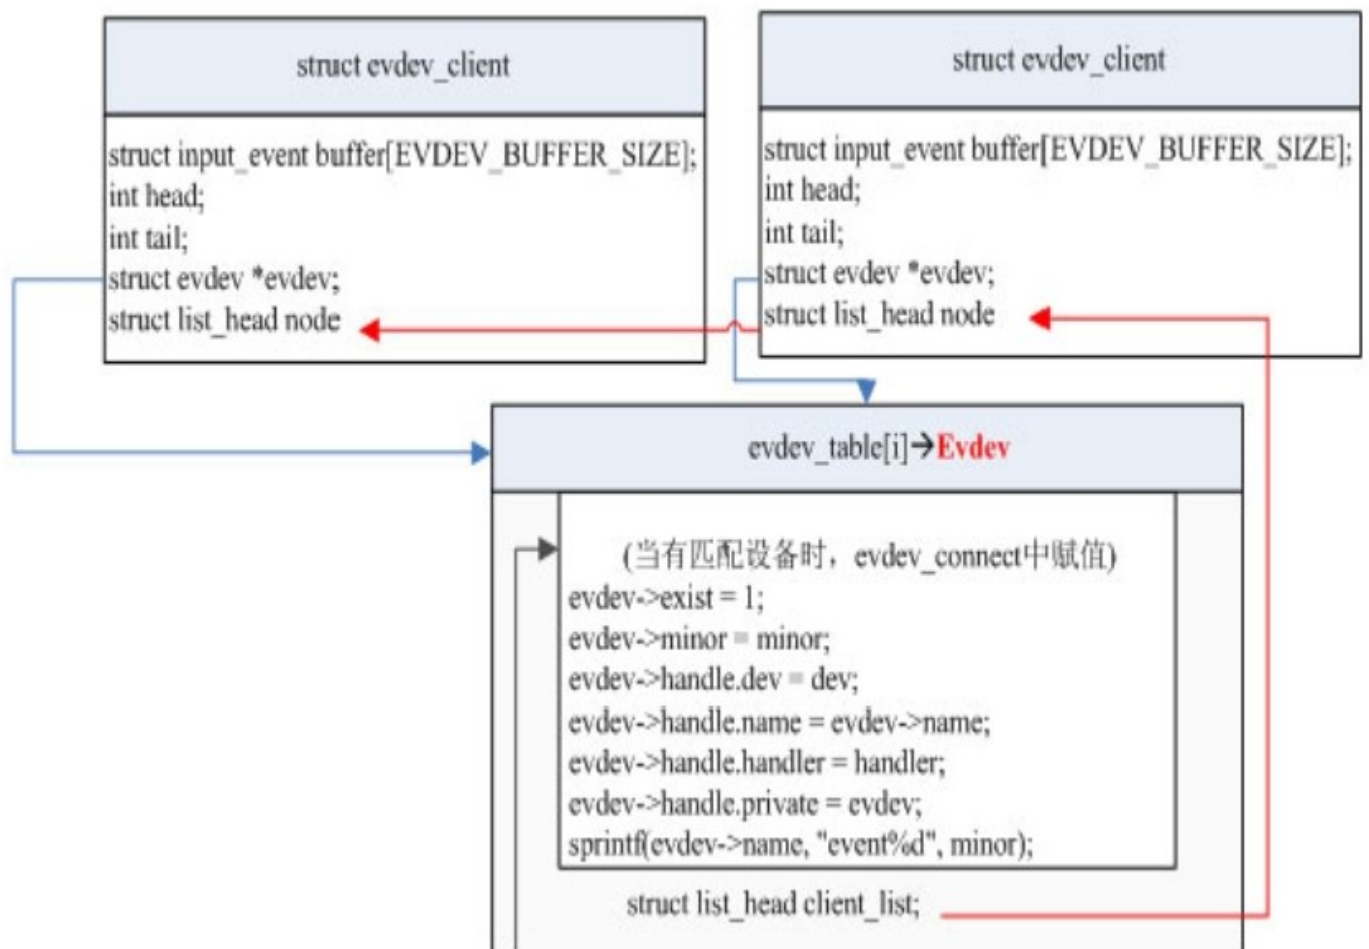 struct evdev_client
struct input_event buffer[EVDEV_BUFFER_SIZE];
int head;
int tail;
struct evdev *evdev;
struct list_head node
struct evdev_client
struct input_event buffer[EVDEV_BUFFER_SIZE];
int head;
int tail;
struct evdev *evdev;
struct list_head node
evdev_table[i]→Evdev
(当有匹配设备时，evdev_connect中赋值)
evdev->exist = 1;
evdev->minor = minor;
evdev->handle.dev = dev;
evdev->handle.name = evdev->name;
evdev->handle.handler = handler;
evdev->handle.private = evdev;
sprintf(evdev->name, "event%d", minor);
struct list_head client_list;